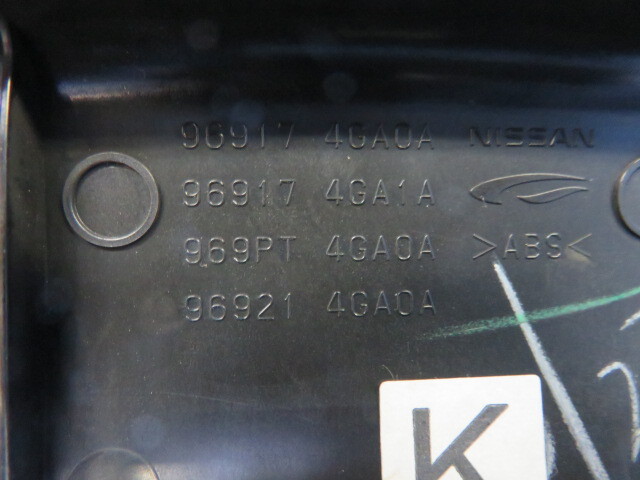 96917 4GA0A NISSAN
96917 4GA1A
969PT 4GA0A >ABS<
96921 4GA0A
K